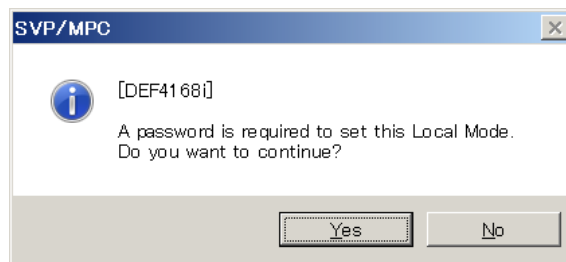 SVP/MPC
[DEF4168i]
A password is required to set this Local Mode.
Do you want to continue?
Yes
No